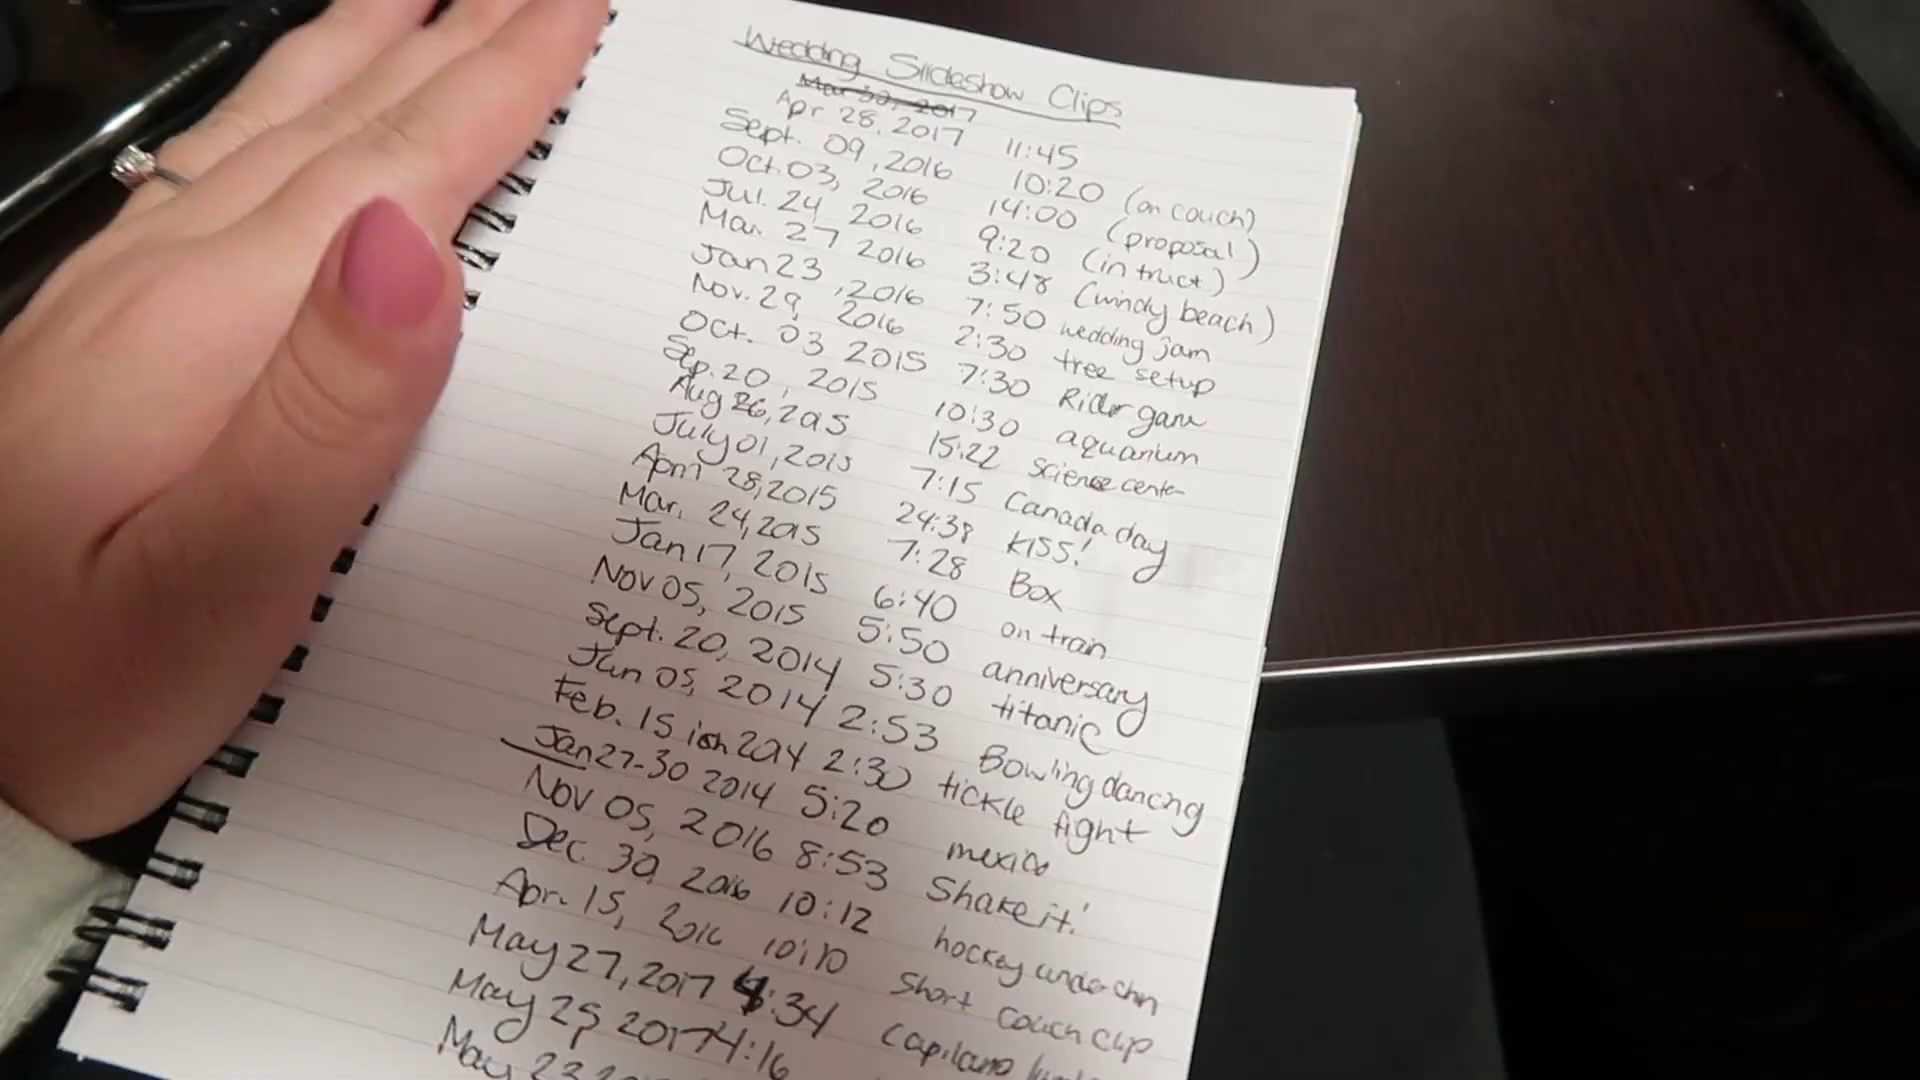 Wedding Slideshow Clips
Mar 30, 2017
Apr 28, 2017 11:45
Sept. 09, 2016 10:20 (on couch)
Oct. 03, 2016 14:00 (proposal)
Jul. 24, 2016 9:20 (in truck)
Mar. 27 2016 3:48 (windy beach)
Jan 23, 2016 7:50 wedding jam
Nov. 29, 2016 2:30 tree setup
Oct. 03 2015 7:30 Rider game
Sep. 20, 2015 10:30 aquarium
Aug 26, 2015 15:22 science center
July 01, 2015 7:15 Canada day
April 28, 2015 24:38 KISS!
Mar. 24, 2015 7:28 Box
Jan 17, 2015 6:40 on train
Nov 05, 2015 5:50 anniversary
Sept. 20, 2014 5:30 titanic
Jun 05, 2014 2:53 Bowling dancing
Feb. 15 ish 2014 2:30 tickle fight
Jan 27-30 2014 5:20 mexico
Nov 05, 2016 8:53 Shake it!
Dec. 30, 2016 10:12 hockey under chin
Apr. 15, 2016 10:10 Short couch clip
May 27, 2017 4:34 Capilano
May 25, 2017 4:16
May 23